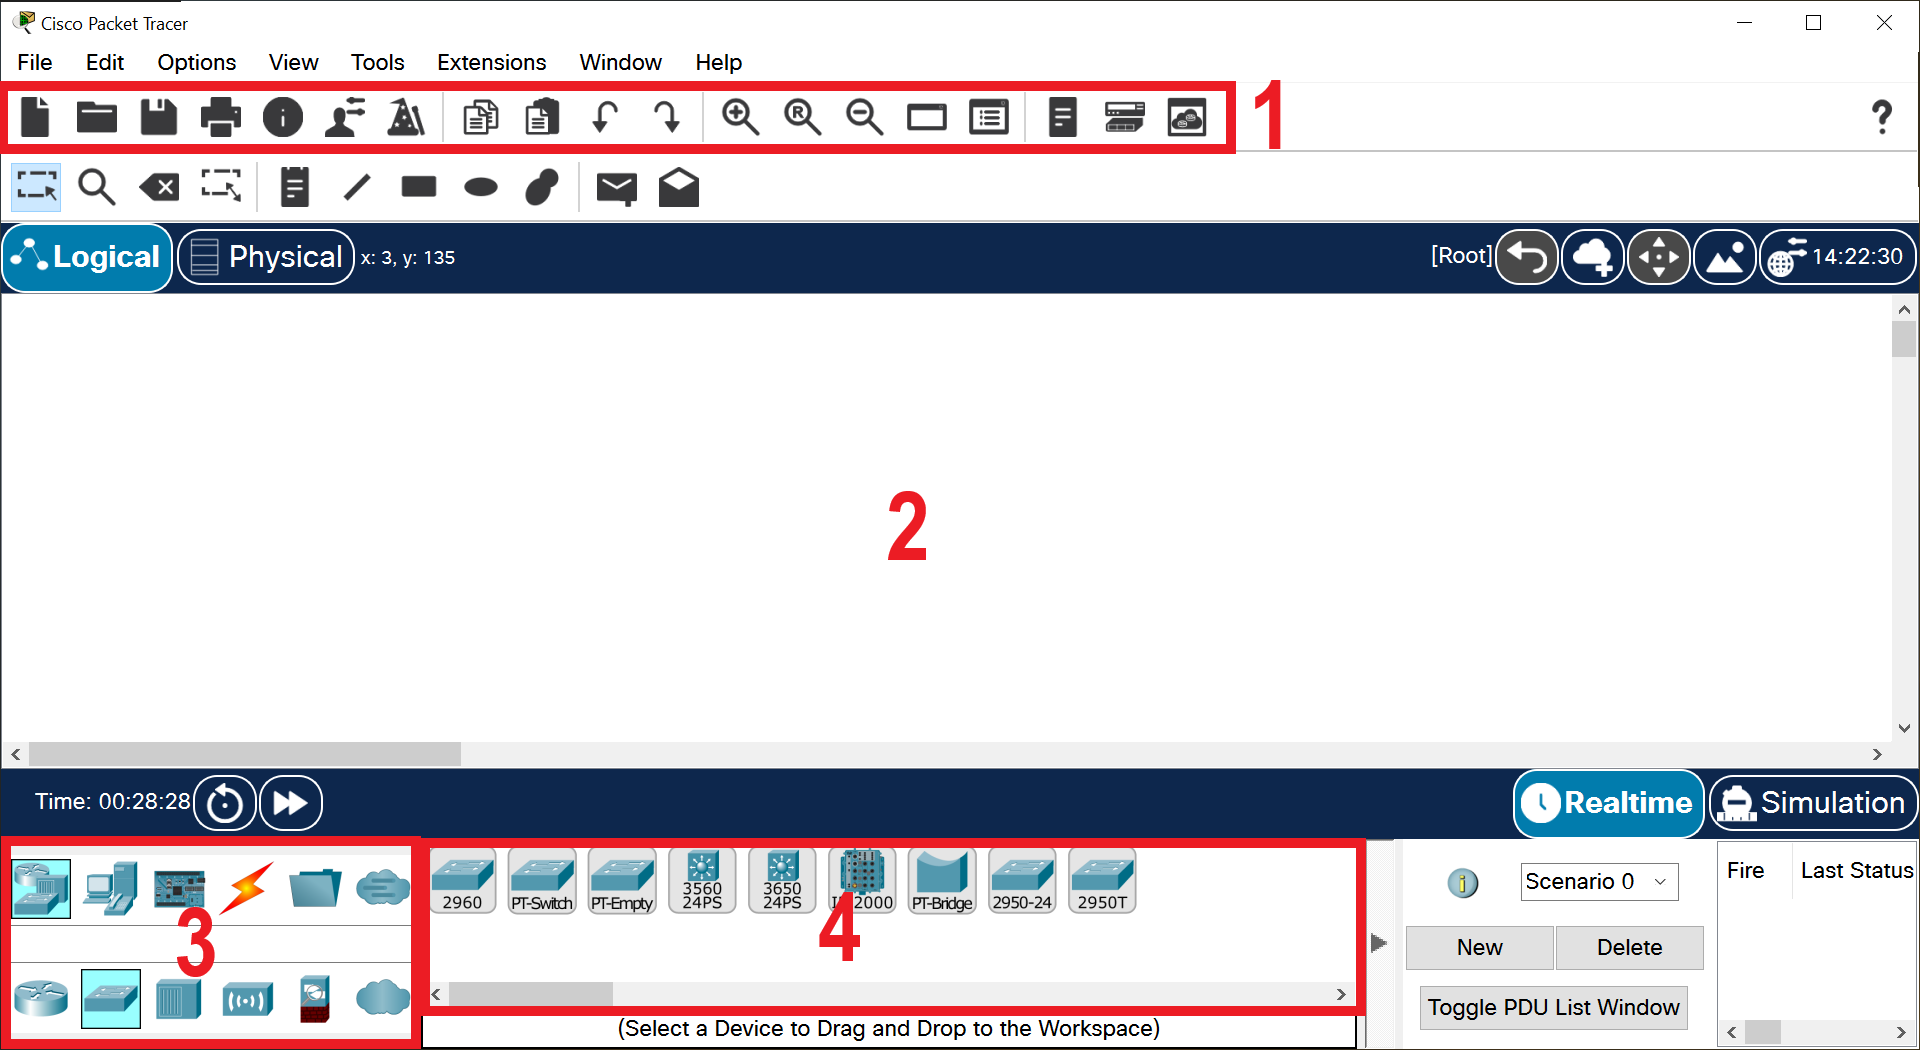 Cisco Packet Tracer
File Edit Options View Tools Extensions Window Help
1
?
Logical Physical x: 3, y: 135 [Root] 14:22:30
2
Time: 00:28:28 Realtime Simulation
3
2960 PT-Switch PT-Empty 3560 24PS 3650 24PS 2000 PT-Bridge 2950-24 2950T
4
(Select a Device to Drag and Drop to the Workspace)
Scenario 0
New Delete
Toggle PDU List Window
Fire Last Status